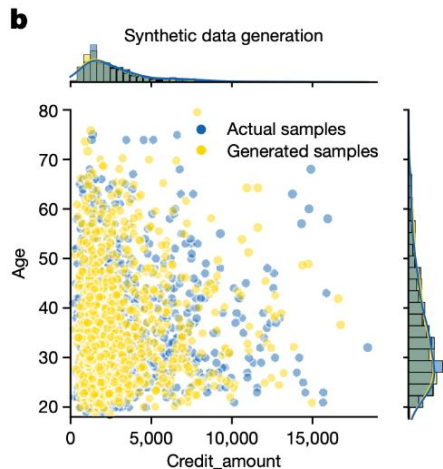 b
Synthetic data generation
Actual samples
Generated samples
80
70
60
50
40
30
20
Age
0
5,000
10,000
15,000
Credit_amount